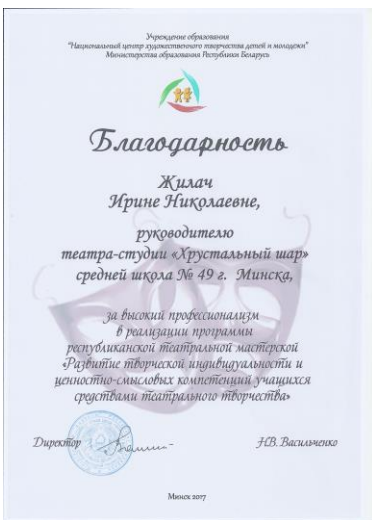 Учреждение образования
"Национальный центр художественного творчества детей и молодежи"
Министерства образования Республики Беларусь
Благодарность
Жилач
Ирине Николаевне,
руководителю
театра-студии «Хрустальный шар»
средней школа № 49 г. Минска,
за высокий профессионализм
в реализации программы
республиканской театральной мастерской
«Развитие творческой индивидуальности и
ценностно-смысловых компетенций учащихся
средствами театрального творчества»
Директор Н.В. Васильченко
Минск 2017